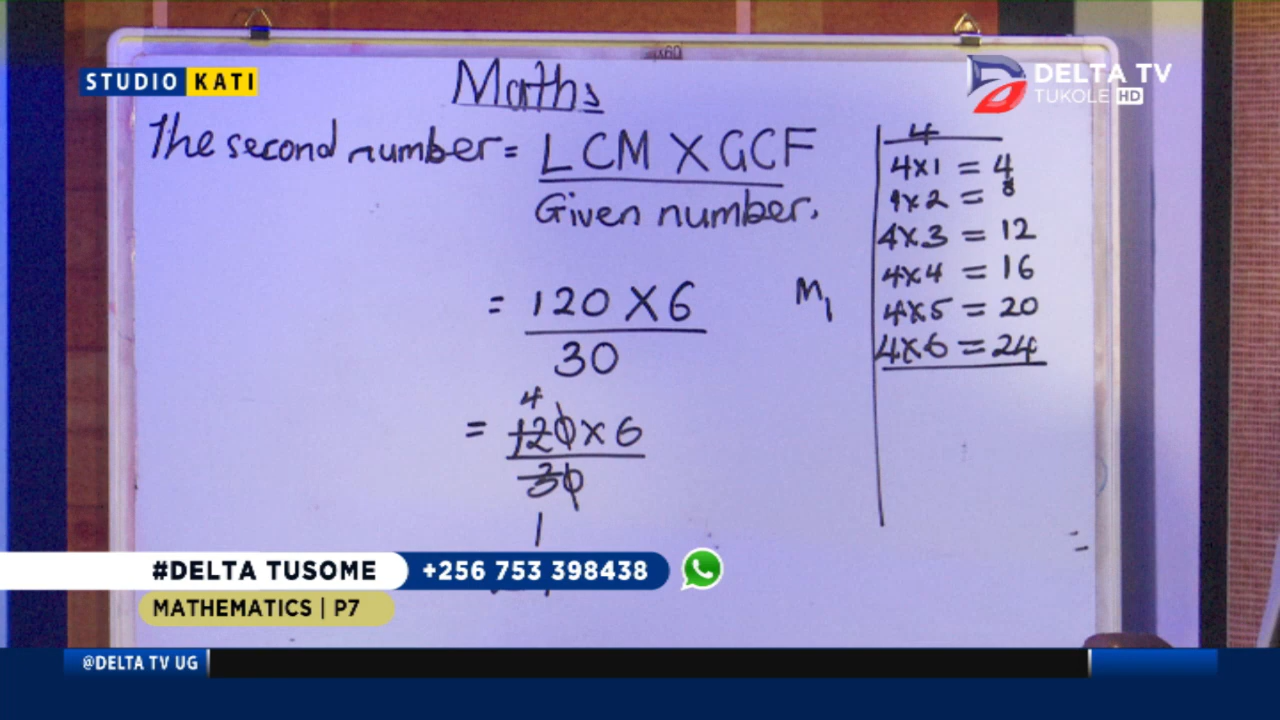 STUDIO KATI
DELTA TV
TUKOLE HD
Maths
The second number = LCM X GCF
Given number.
= 120 X 6
30
M1
4
= 120 x 6
30
1
4
4x1 = 4
4x2 = 8
4x3 = 12
4x4 = 16
4x5 = 20
4x6 = 24
=
#DELTA TUSOME +256 753 398438
MATHEMATICS | P7
@DELTA TV UG